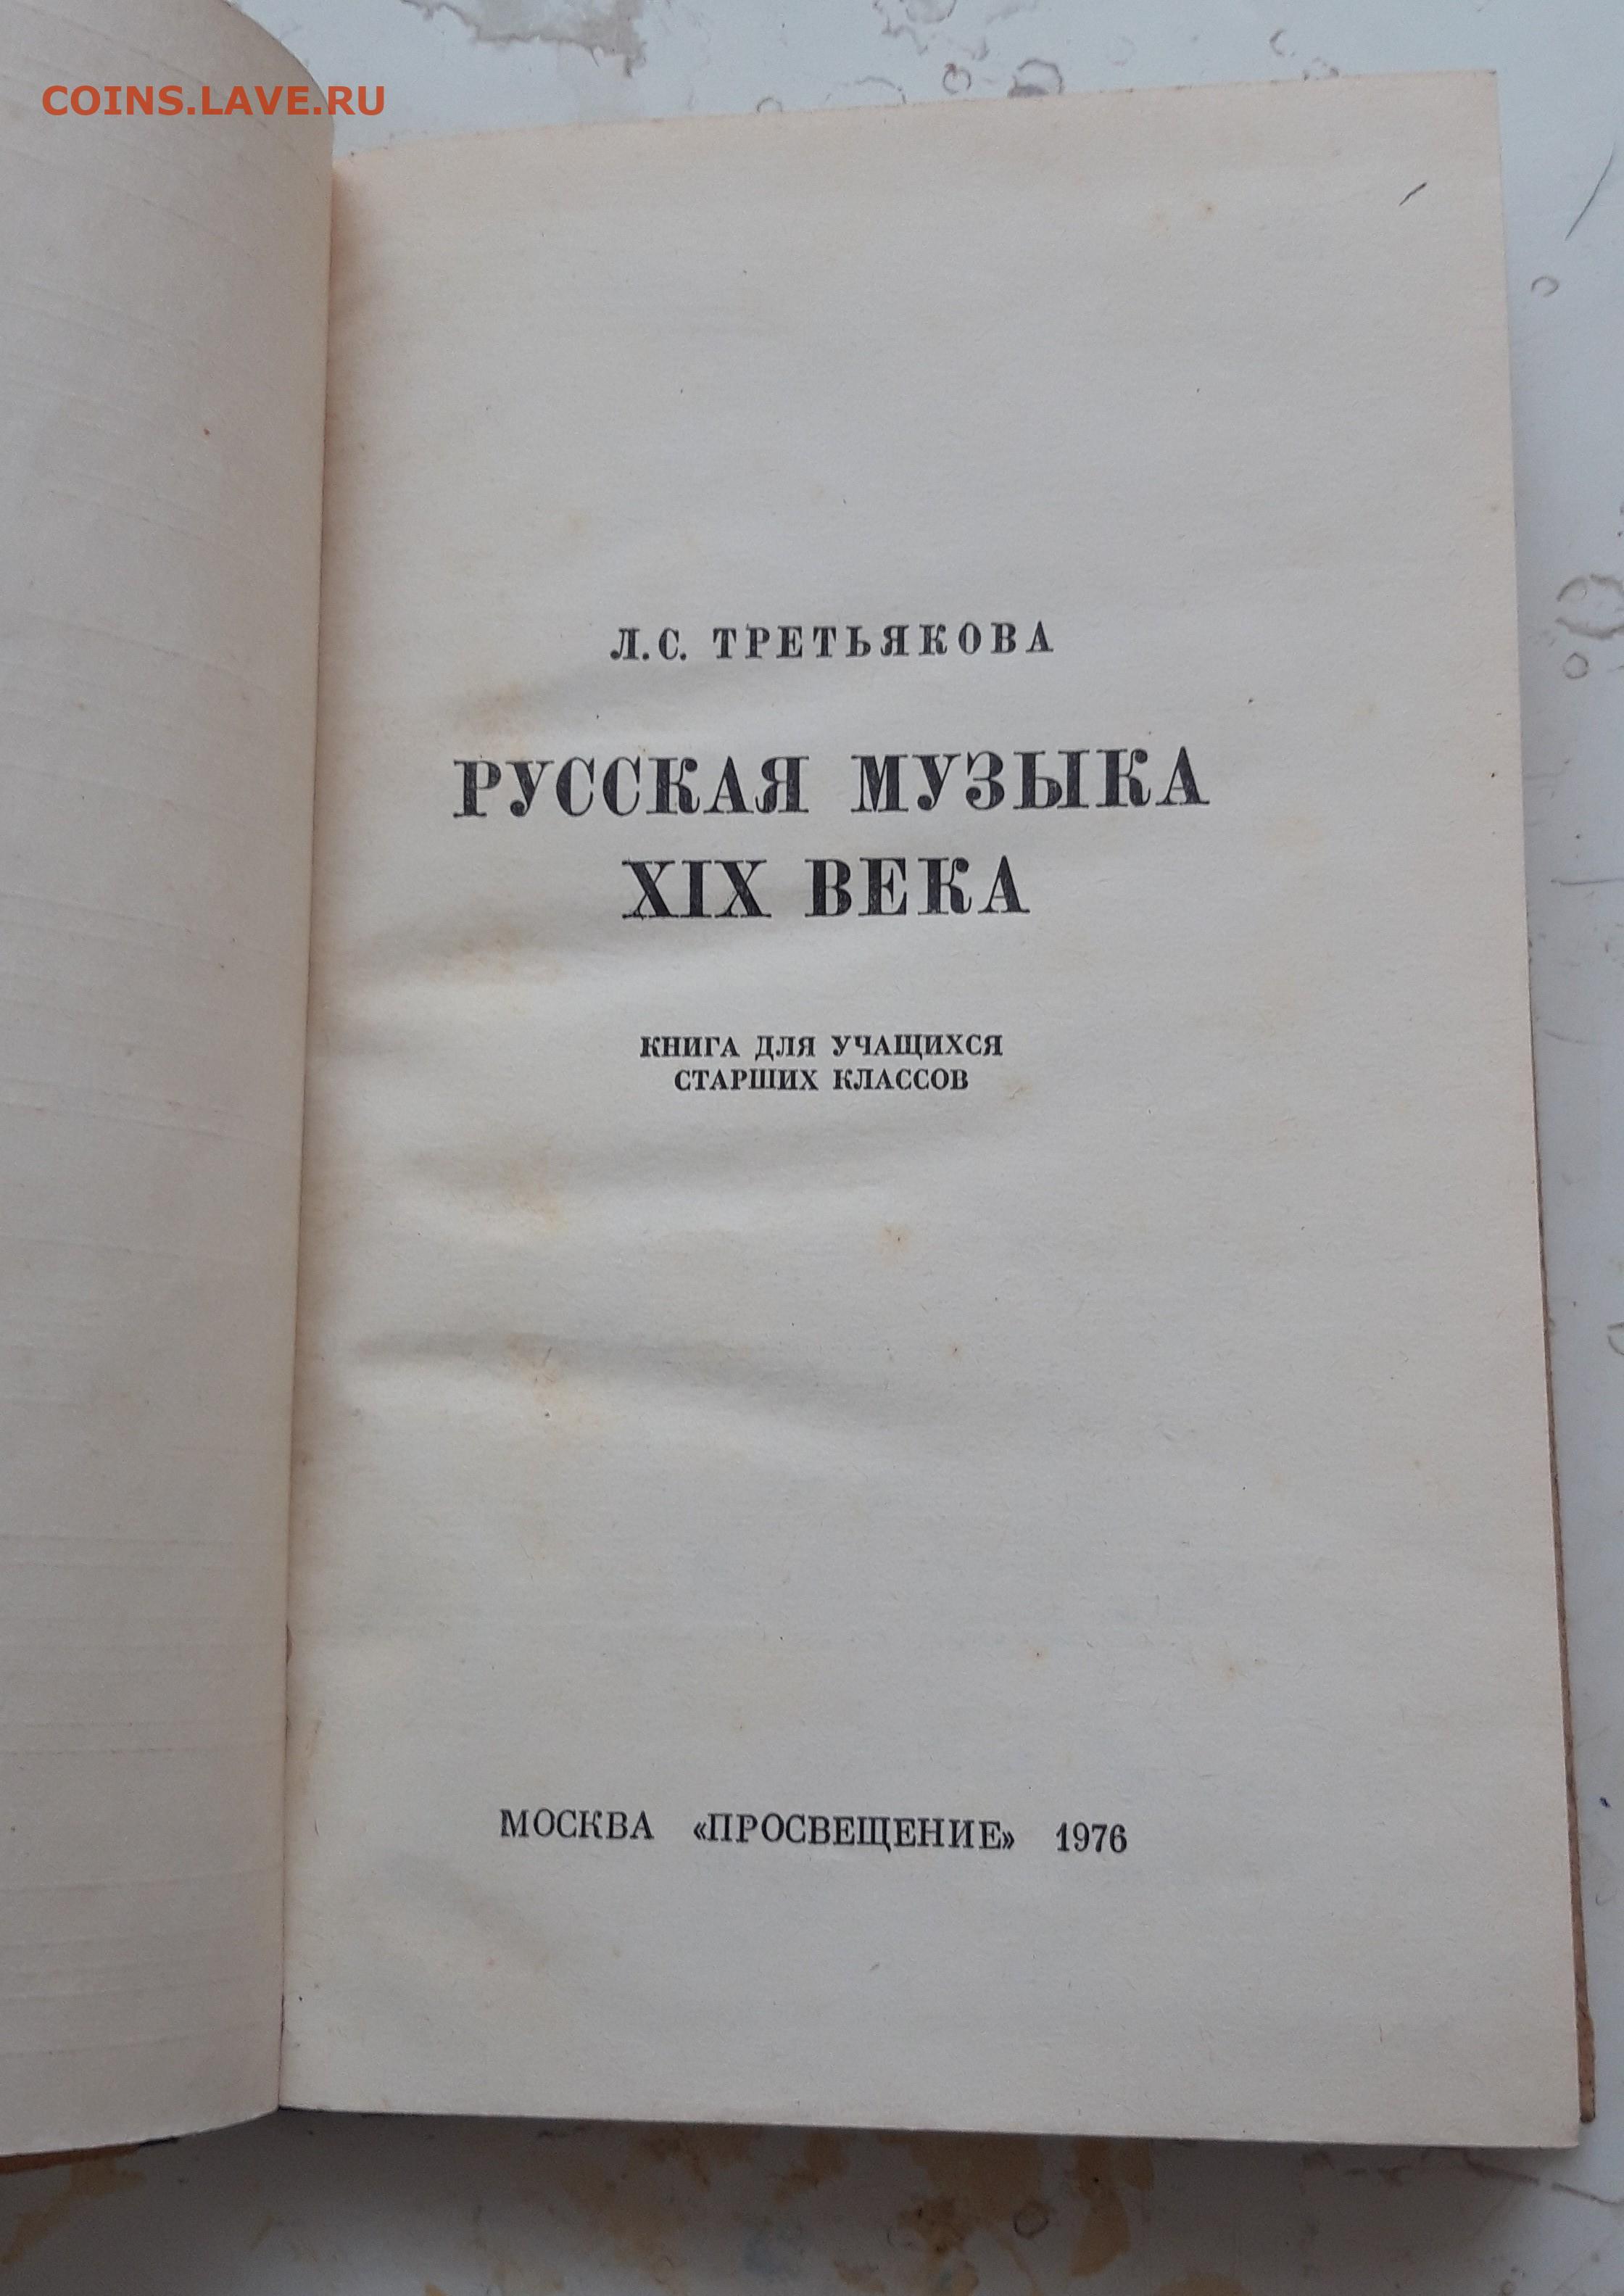 COINS.LAVE.RU
Л. С. ТРЕТЬЯКОВА
РУССКАЯ МУЗЫКА
XIX ВЕКА
КНИГА ДЛЯ УЧАЩИХСЯ
СТАРШИХ КЛАССОВ
МОСКВА «ПРОСВЕЩЕНИЕ» 1976